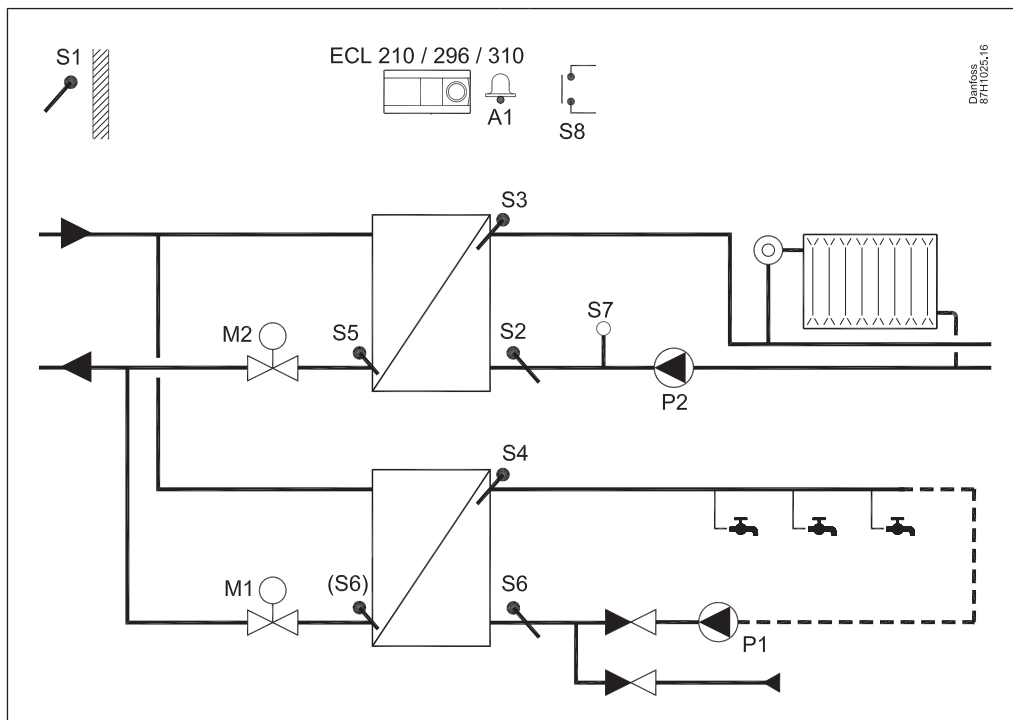 S1
ECL 210 / 296 / 310
A1
S8
Danfoss
87H1025.16
S3
M2
S5
S2
S7
P2
S4
M1
(S6)
S6
P1